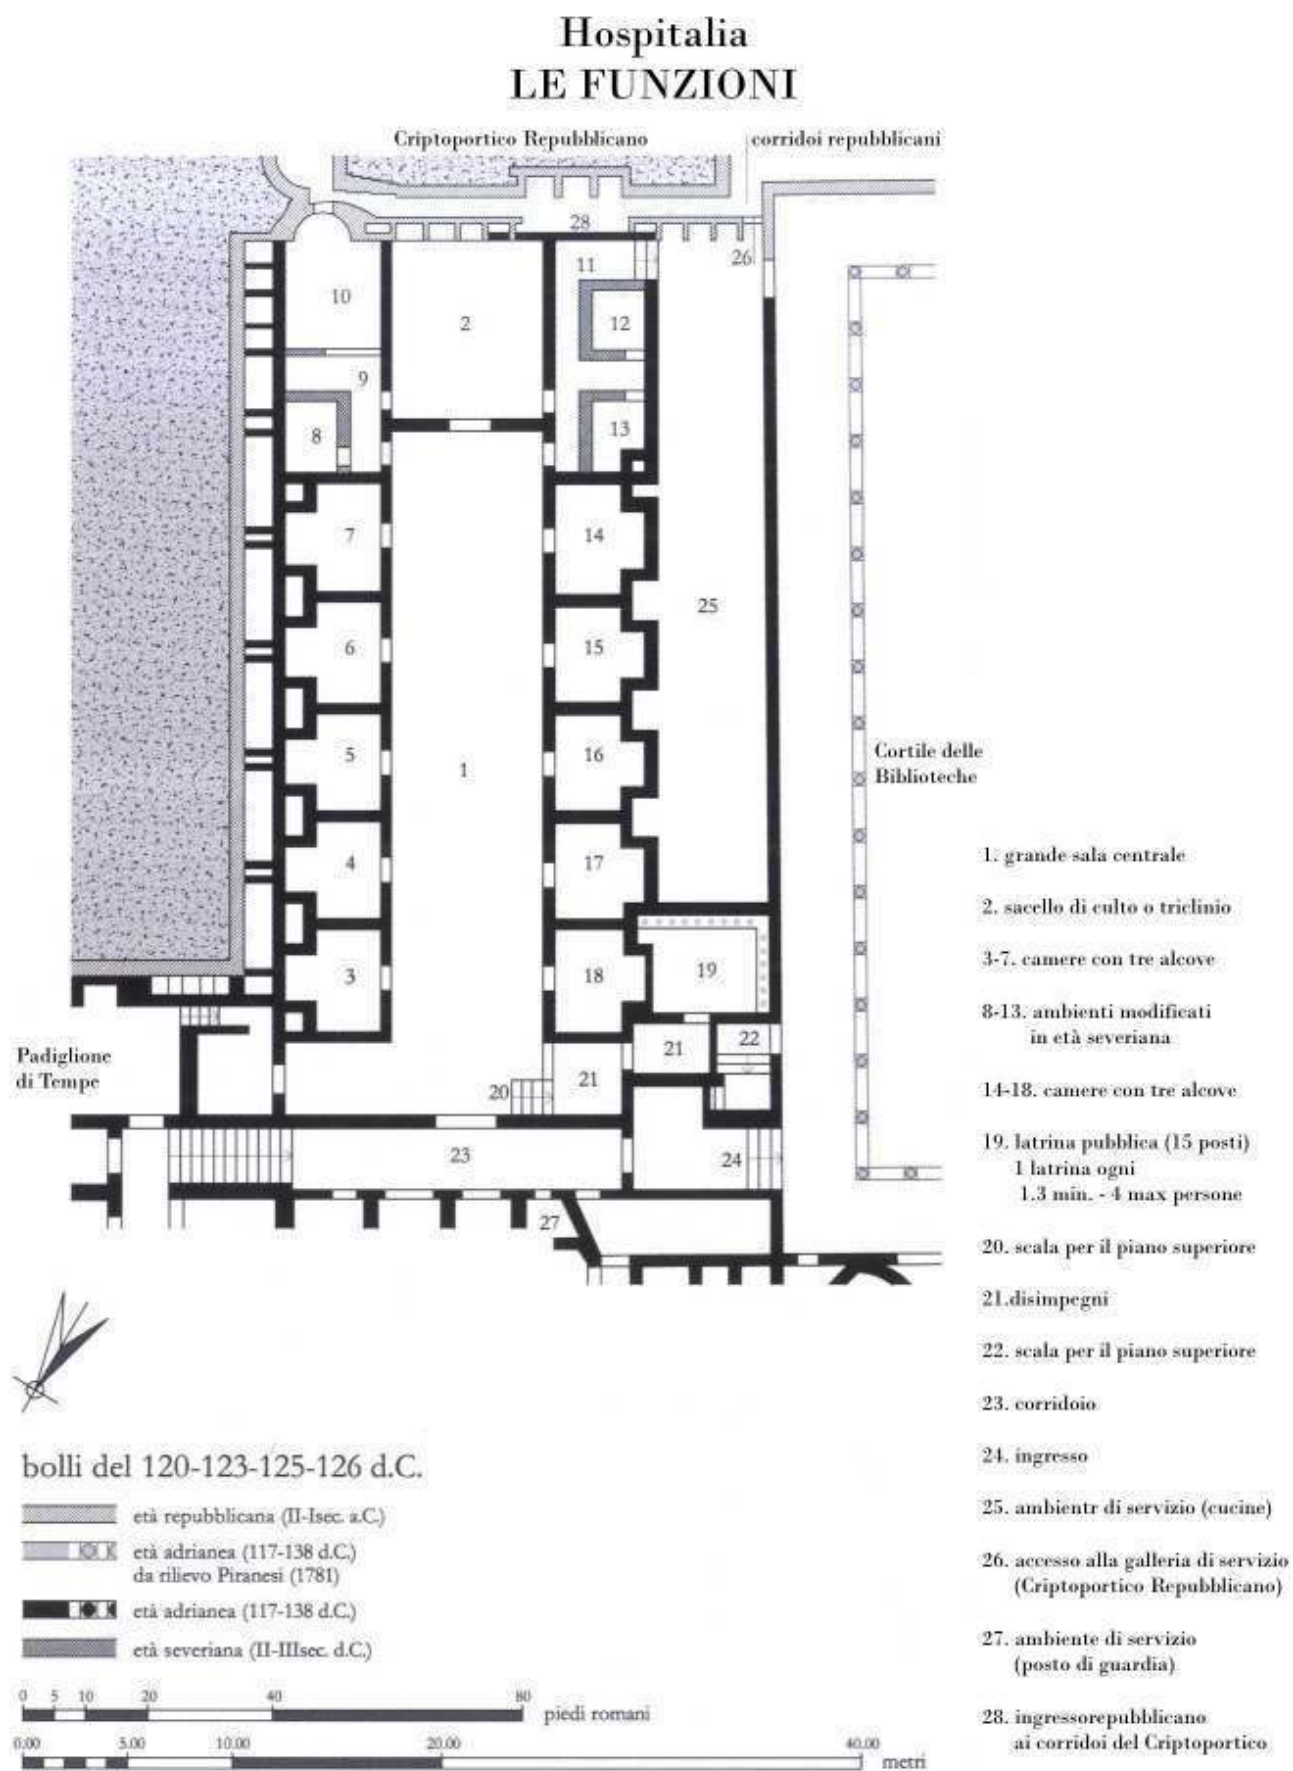 Hospitalia
LE FUNZIONI
Criptoportico Repubblicano
corridoi repubblicani
28
26
11
10
2
12
9
8
13
7
14
25
6
15
5
1
16
Cortile delle
Biblioteche
4
17
3
18
19
Padiglione
di Tempe
21
22
20
21
23
24
27
1. grande sala centrale
2. sacello di culto o triclinio
3-7. camere con tre alcove
8-13. ambienti modificati
in età severiana
14-18. camere con tre alcove
19. latrina pubblica (15 posti)
1 latrina ogni
1.3 min. - 4 max persone
20. scala per il piano superiore
21.disimpegni
22. scala per il piano superiore
23. corridoio
24. ingresso
25. ambientr di servizio (cucine)
26. accesso alla galleria di servizio
(Criptoportico Repubblicano)
27. ambiente di servizio
(posto di guardia)
28. ingressorepubblicano
ai corridoi del Criptoportico
bolli del 120-123-125-126 d.C.
età repubblicana (II-Isec. a.C.)
età adrianea (117-138 d.C.)
da rilievo Piranesi (1781)
età adrianea (117-138 d.C.)
età severiana (II-IIIsec. d.C.)
0 5 10 20 40 80
piedi romani
0.00 5.00 10.00 20.00 40.00
metri